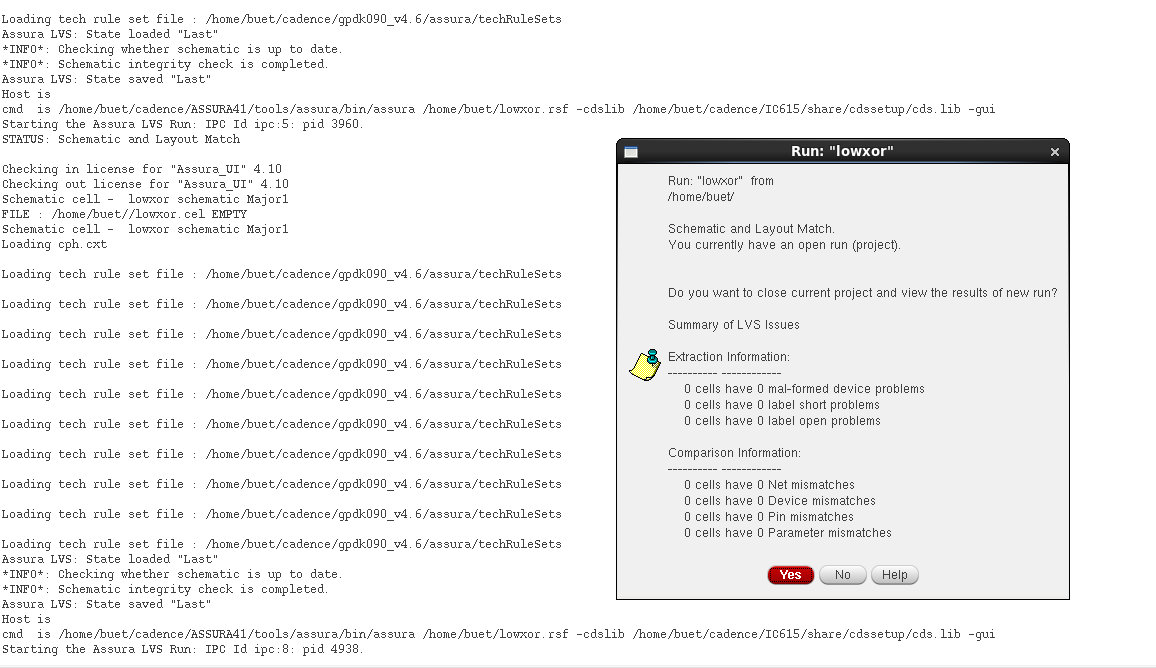 Loading tech rule set file : /home/buet/cadence/gpdk090_v4.6/assura/techRuleSets
Assura LVS: State loaded "Last"
*INFO*: Checking whether schematic is up to date.
*INFO*: Schematic integrity check is completed.
Assura LVS: State saved "Last"
Host is
cmd  is /home/buet/cadence/ASSURA41/tools/assura/bin/assura /home/buet/lowxor.rsf -cdslib /home/buet/cadence/IC615/share/cdssetup/cds.lib -gui
Starting the Assura LVS Run: IPC Id ipc:5: pid 3960.
STATUS: Schematic and Layout Match
Checking in license for "Assura_UI" 4.10
Checking out license for "Assura_UI" 4.10
Schematic cell -  lowxor schematic Major1
FILE : /home/buet//lowxor.cel EMPTY
Schematic cell -  lowxor schematic Major1
Loading cph.cxt
Loading tech rule set file : /home/buet/cadence/gpdk090_v4.6/assura/techRuleSets
Loading tech rule set file : /home/buet/cadence/gpdk090_v4.6/assura/techRuleSets
Loading tech rule set file : /home/buet/cadence/gpdk090_v4.6/assura/techRuleSets
Loading tech rule set file : /home/buet/cadence/gpdk090_v4.6/assura/techRuleSets
Loading tech rule set file : /home/buet/cadence/gpdk090_v4.6/assura/techRuleSets
Loading tech rule set file : /home/buet/cadence/gpdk090_v4.6/assura/techRuleSets
Loading tech rule set file : /home/buet/cadence/gpdk090_v4.6/assura/techRuleSets
Loading tech rule set file : /home/buet/cadence/gpdk090_v4.6/assura/techRuleSets
Loading tech rule set file : /home/buet/cadence/gpdk090_v4.6/assura/techRuleSets
Loading tech rule set file : /home/buet/cadence/gpdk090_v4.6/assura/techRuleSets
Assura LVS: State loaded "Last"
*INFO*: Checking whether schematic is up to date.
*INFO*: Schematic integrity check is completed.
Assura LVS: State saved "Last"
Host is
cmd  is /home/buet/cadence/ASSURA41/tools/assura/bin/assura /home/buet/lowxor.rsf -cdslib /home/buet/cadence/IC615/share/cdssetup/cds.lib -gui
Starting the Assura LVS Run: IPC Id ipc:8: pid 4938.
Run: "lowxor"
Run: "lowxor"  from
/home/buet/
Schematic and Layout Match.
You currently have an open run (project).
Do you want to close current project and view the results of new run?
Summary of LVS Issues
Extraction Information:
---------- ------------
0 cells have 0 mal-formed device problems
0 cells have 0 label short problems
0 cells have 0 label open problems
Comparison Information:
---------- ------------
0 cells have 0 Net mismatches
0 cells have 0 Device mismatches
0 cells have 0 Pin mismatches
0 cells have 0 Parameter mismatches
Yes No Help